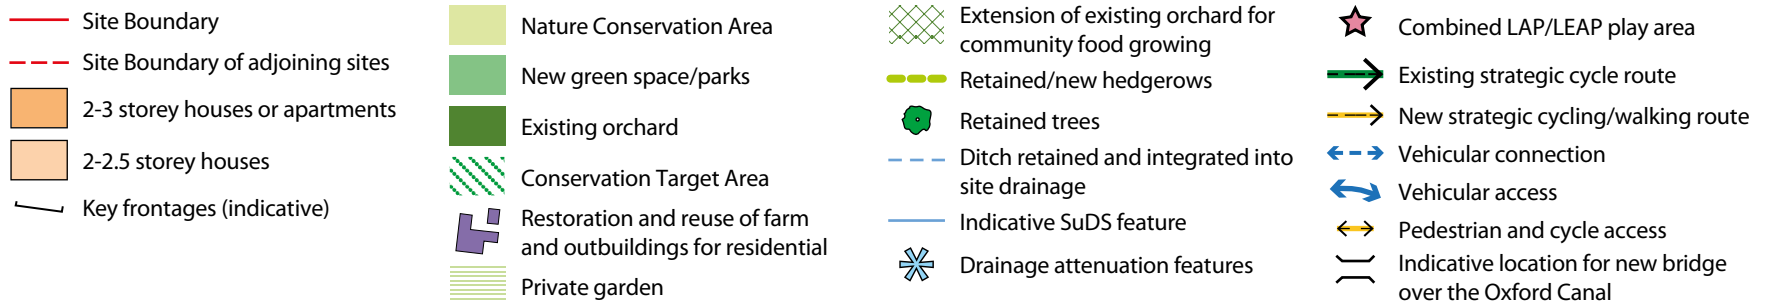 Site Boundary
Site Boundary of adjoining sites
2-3 storey houses or apartments
2-2.5 storey houses
Key frontages (indicative)
Nature Conservation Area
New green space/parks
Existing orchard
Conservation Target Area
Restoration and reuse of farm
and outbuildings for residential
Private garden
Extension of existing orchard for
community food growing
Retained/new hedgerows
Retained trees
Ditch retained and integrated into
site drainage
Indicative SuDS feature
Drainage attenuation features
Combined LAP/LEAP play area
Existing strategic cycle route
New strategic cycling/walking route
Vehicular connection
Vehicular access
Pedestrian and cycle access
Indicative location for new bridge
over the Oxford Canal